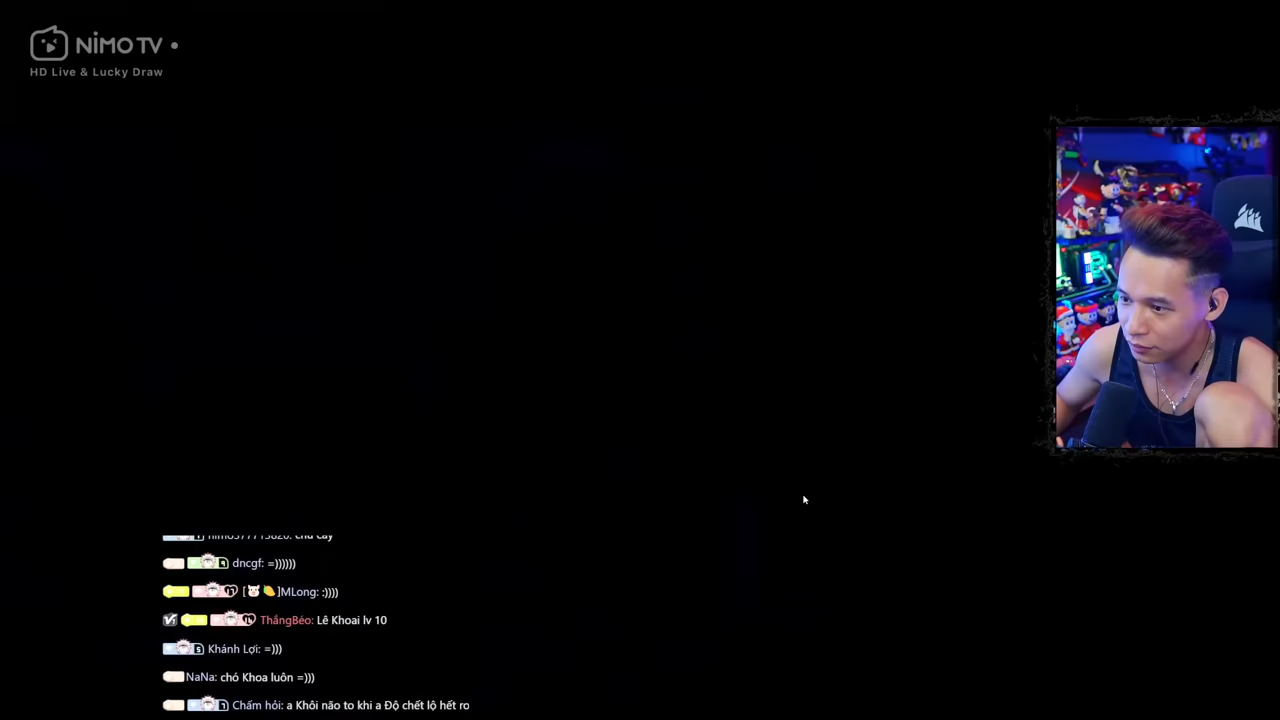 NiMO TV
HD Live & Lucky Draw
dncgf: =))))))
[🐷🍋]MLong: :))))
ThắngBéo: Lê Khoai lv 10
5 Khánh Lợi: =)))
NaNa: chó Khoa luôn =)))
Chấm hỏi: a Khôi não to khi a Độ chết lộ hết ro